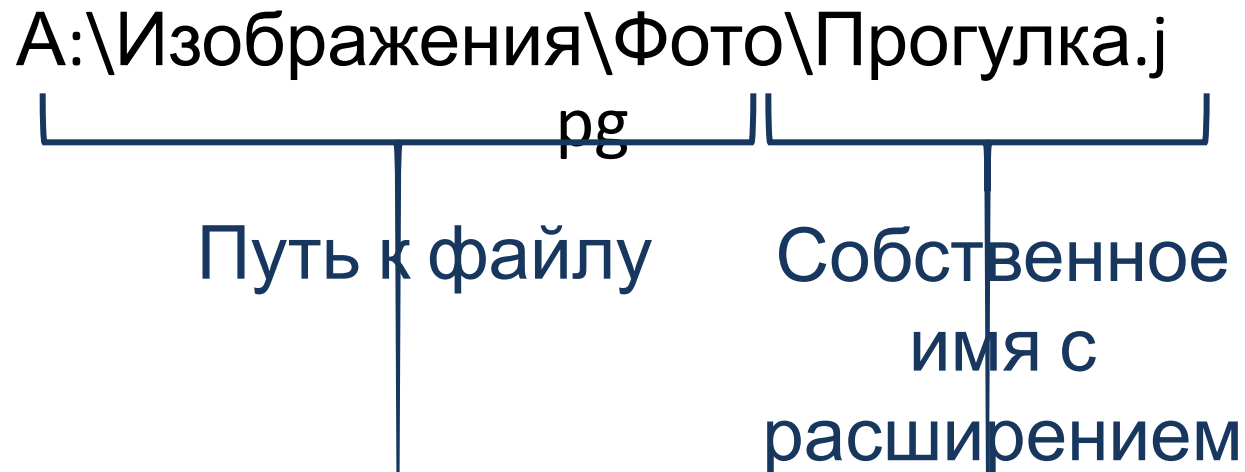 А:\Изображения\Фото\Прогулка.j
pg
Путь к файлу
Собственное
имя с
расширением